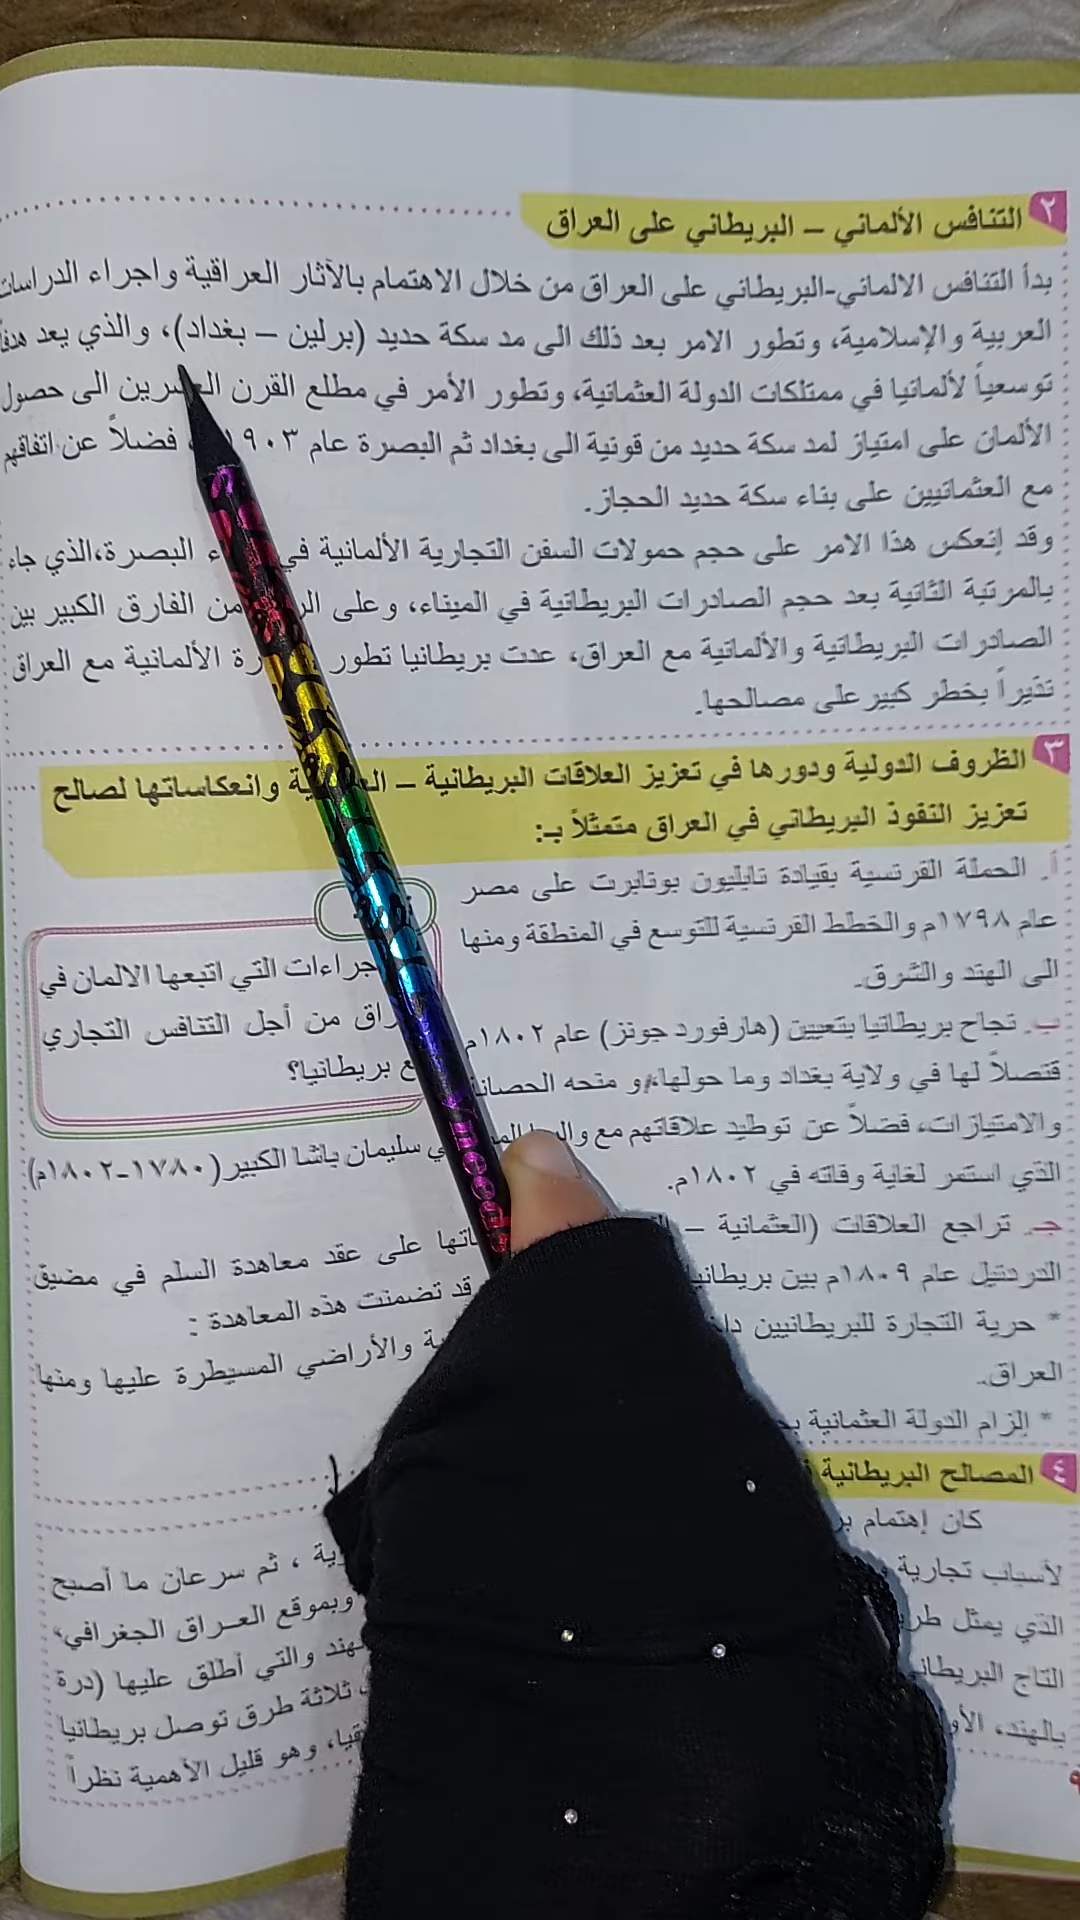 ٢ التنافس الألماني – البريطاني على العراق
بدأ التنافس الالماني-البريطاني على العراق من خلال الاهتمام بالآثار العراقية واجراء الدراسات
العربية والإسلامية، وتطور الامر بعد ذلك الى مد سكة حديد (برلين – بغداد)، والذي يعد هدفاً
توسعياً لألمانيا في ممتلكات الدولة العثمانية، وتطور الأمر في مطلع القرن العشرين الى حصول
الألمان على امتياز لمد سكة حديد من قونية الى بغداد ثم البصرة عام ١٩٠٣ فضلاً عن اتفاقهم
مع العثمانيين على بناء سكة حديد الحجاز.
وقد إنعكس هذا الامر على حجم حمولات السفن التجارية الألمانية في البصرة،الذي جاء
بالمرتبة الثانية بعد حجم الصادرات البريطانية في الميناء، وعلى من الفارق الكبير بين
الصادرات البريطانية والألمانية مع العراق، عدت بريطانيا تطور الألمانية مع العراق
نذيراً بخطر كبير على مصالحها.
٣ الظروف الدولية ودورها في تعزيز العلاقات البريطانية – وانعكاساتها لصالح
تعزيز النفوذ البريطاني في العراق متمثلاً بـ:
أ. الحملة الفرنسية بقيادة نابليون بونابرت على مصر
عام ١٧٩٨م والخطط الفرنسية للتوسع في المنطقة ومنها
الى الهند والشرق.
ب. نجاح بريطانيا بتعيين (هارفورد جونز) عام ١٨٠٢م
قنصلاً لها في ولاية بغداد وما حولها، و منحه الحصانة
والامتيازات، فضلاً عن توطيد علاقاتهم مع سليمان باشا الكبير (١٧٨٠-١٨٠٢م)
الذي استمر لغاية وفاته في ١٨٠٢م.
جـ. تراجع العلاقات (العثمانية – على عقد معاهدة السلم في مضيق
الدردنيل عام ١٨٠٩م بين قد تضمنت هذه المعاهدة :
* حرية التجارة للبريطانيين والأراضي المسيطرة عليها ومنها
العراق.
* إلزام الدولة العثمانية
جراءات التي اتبعها الالمان في
من أجل التنافس التجاري
بريطانيا؟
٤ المصالح البريطانية
كان إهتمام
لأسباب تجارية ، ثم سرعان ما أصبح
الذي يمثل وبموقع العراق الجغرافي،
التاج والتي أطلق عليها (درة
بالهند، ثلاثة طرق توصل بريطانيا
وهو قليل الأهمية نظراً